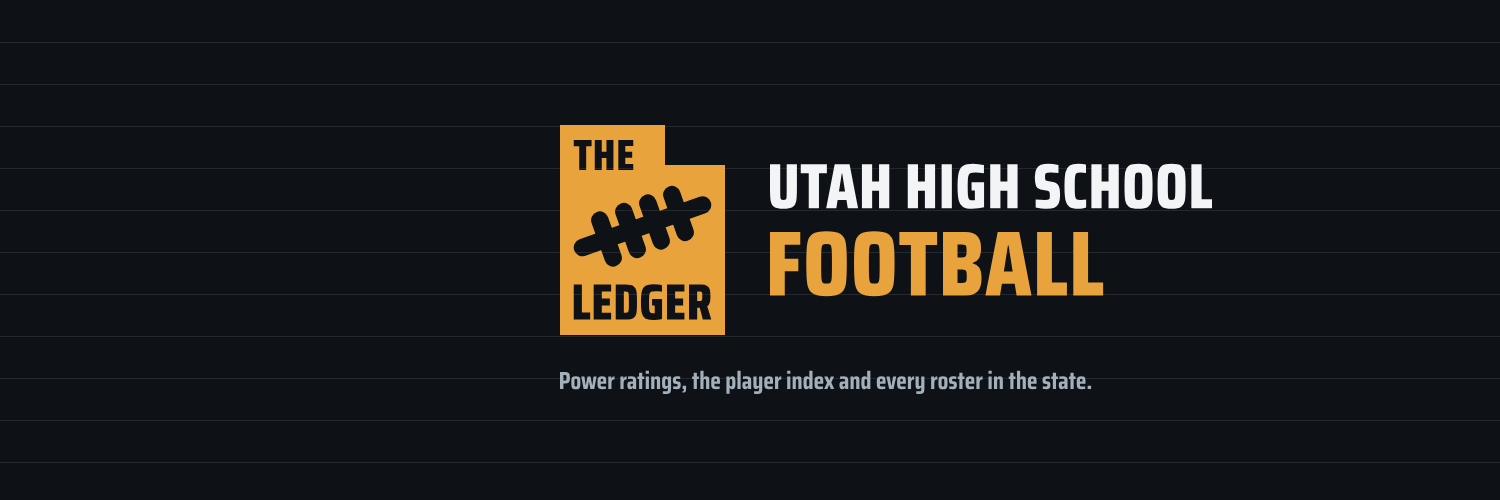 THE
LEDGER
UTAH HIGH SCHOOL
FOOTBALL
Power ratings, the player index and every roster in the state.